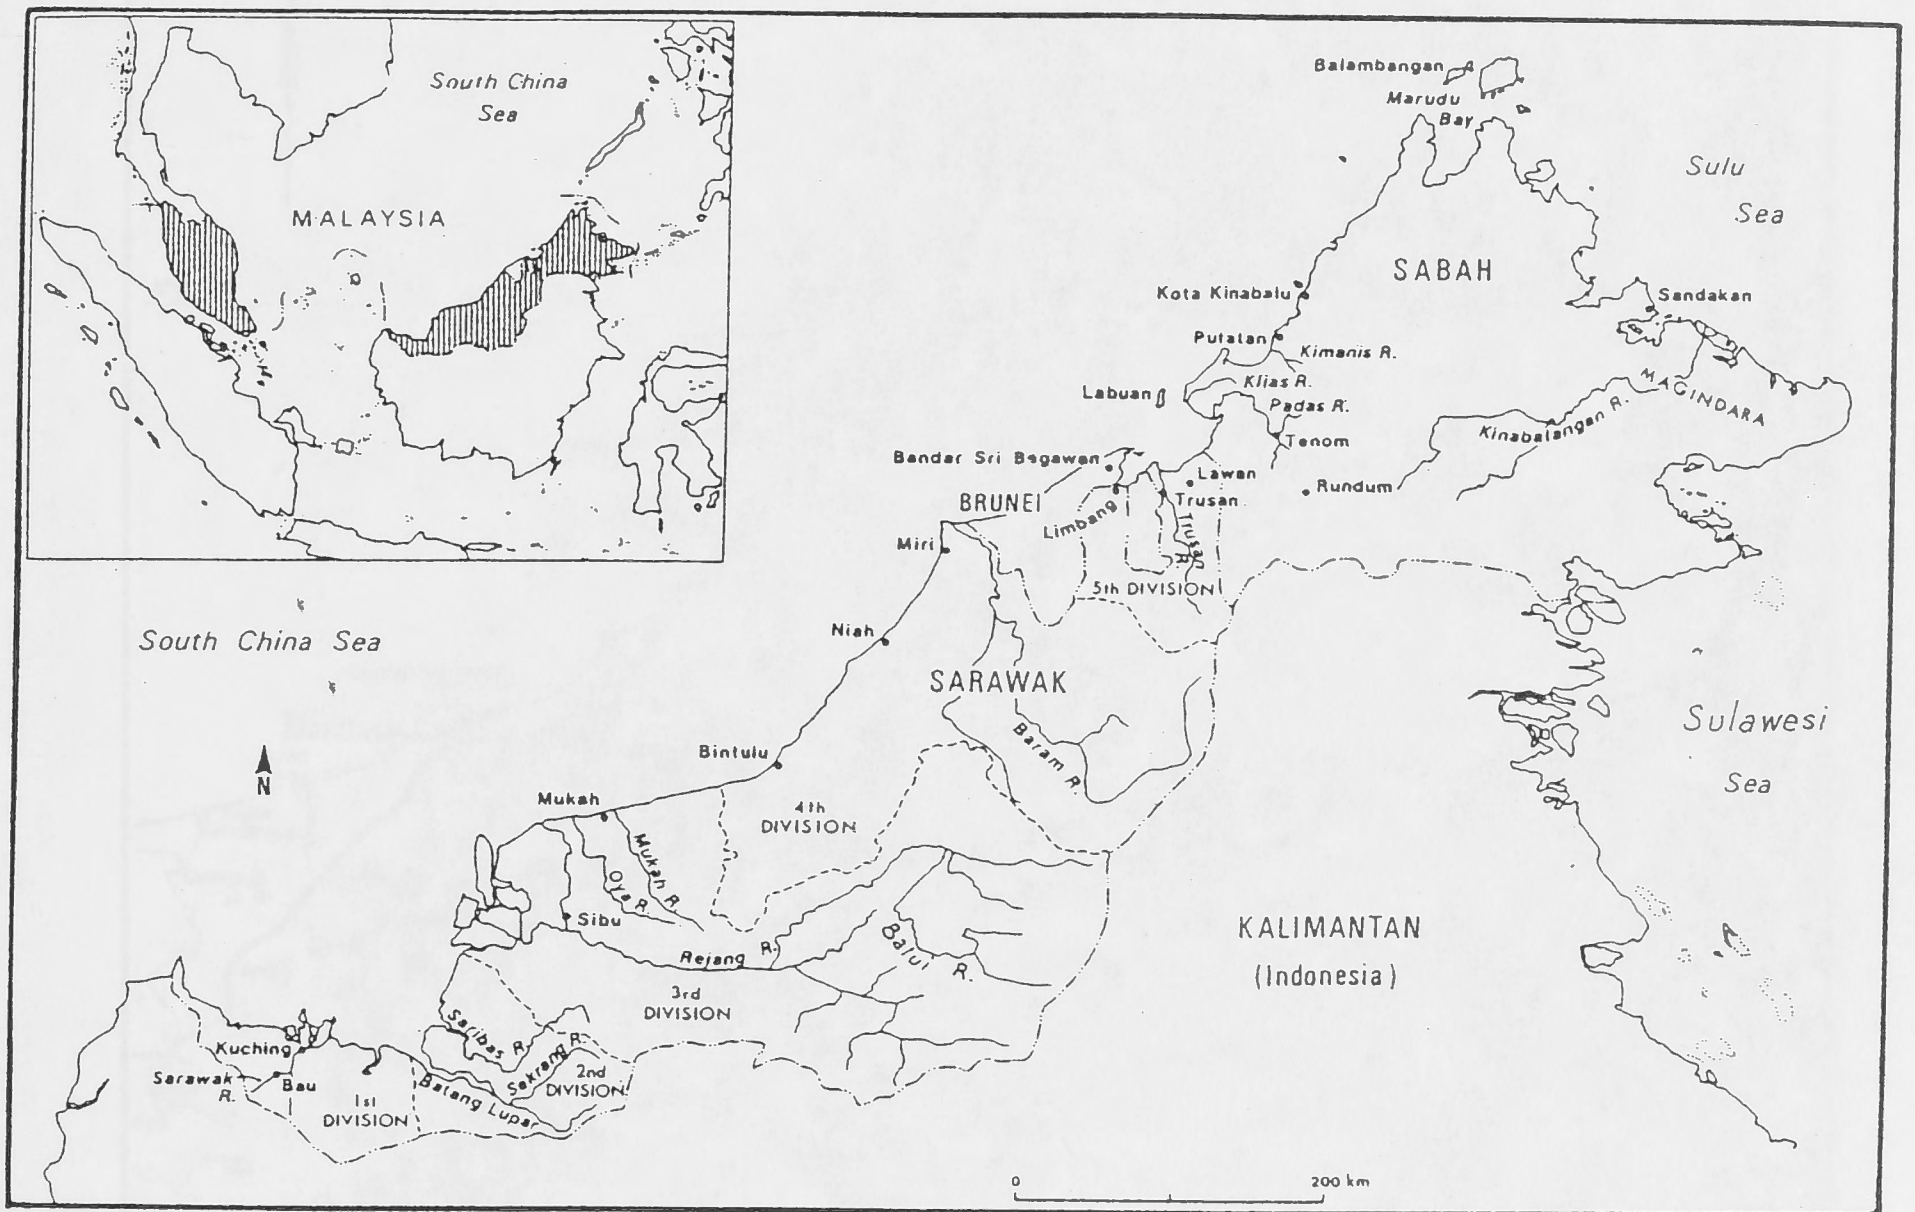 South China
Sea
MALAYSIA
Balambangan
Marudu
Bay
Sulu
Sea
SABAH
Kota Kinabalu
Sandakan
Putatan
Kimanis R.
Klias R.
Labuan
Padas R.
MAGINDARA
Kinabatangan R.
Tenom
Bandar Sri Begawan
Lawan
Rundum
BRUNEI
Trusan
Limbang
Trusan R.
Miri
5th DIVISION
South China Sea
Niah
SARAWAK
Sulawesi
Sea
Baram R.
Bintulu
N
Mukah
4th
DIVISION
Mukah R.
Oya R.
Sibu
Rejang R.
Balui R.
KALIMANTAN
(Indonesia)
3rd
DIVISION
Saribas R.
Kuching
Sekrang R.
Sarawak
R.
Bau
2nd
DIVISION
1st
DIVISION
Batang Lupar
0
200 km